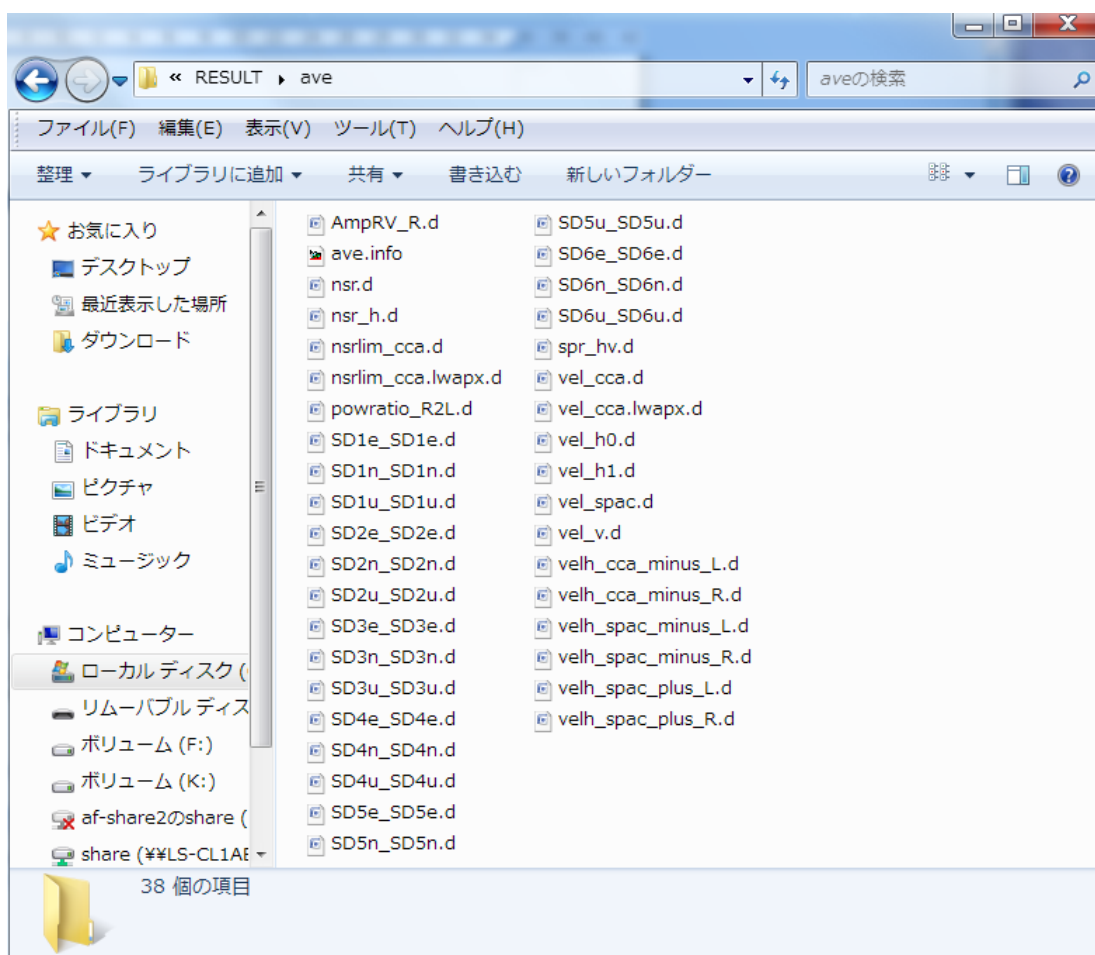 « RESULT ▸ ave
aveの検索
ファイル(F) 編集(E) 表示(V) ツール(T) ヘルプ(H)
整理 ライブラリに追加 共有 書き込む 新しいフォルダー
お気に入り
デスクトップ
最近表示した場所
ダウンロード
ライブラリ
ドキュメント
ピクチャ
ビデオ
ミュージック
コンピューター
ローカル ディスク (
リムーバブル ディス
ボリューム (F:)
ボリューム (K:)
af-share2のshare (
share (¥¥LS-CL1AE
AmpRV_R.d
ave.info
nsr.d
nsr_h.d
nsrlim_cca.d
nsrlim_cca.lwapx.d
powratio_R2L.d
SD1e_SD1e.d
SD1n_SD1n.d
SD1u_SD1u.d
SD2e_SD2e.d
SD2n_SD2n.d
SD2u_SD2u.d
SD3e_SD3e.d
SD3n_SD3n.d
SD3u_SD3u.d
SD4e_SD4e.d
SD4n_SD4n.d
SD4u_SD4u.d
SD5e_SD5e.d
SD5n_SD5n.d
SD5u_SD5u.d
SD6e_SD6e.d
SD6n_SD6n.d
SD6u_SD6u.d
spr_hv.d
vel_cca.d
vel_cca.lwapx.d
vel_h0.d
vel_h1.d
vel_spac.d
vel_v.d
velh_cca_minus_L.d
velh_cca_minus_R.d
velh_spac_minus_L.d
velh_spac_minus_R.d
velh_spac_plus_L.d
velh_spac_plus_R.d
38 個の項目